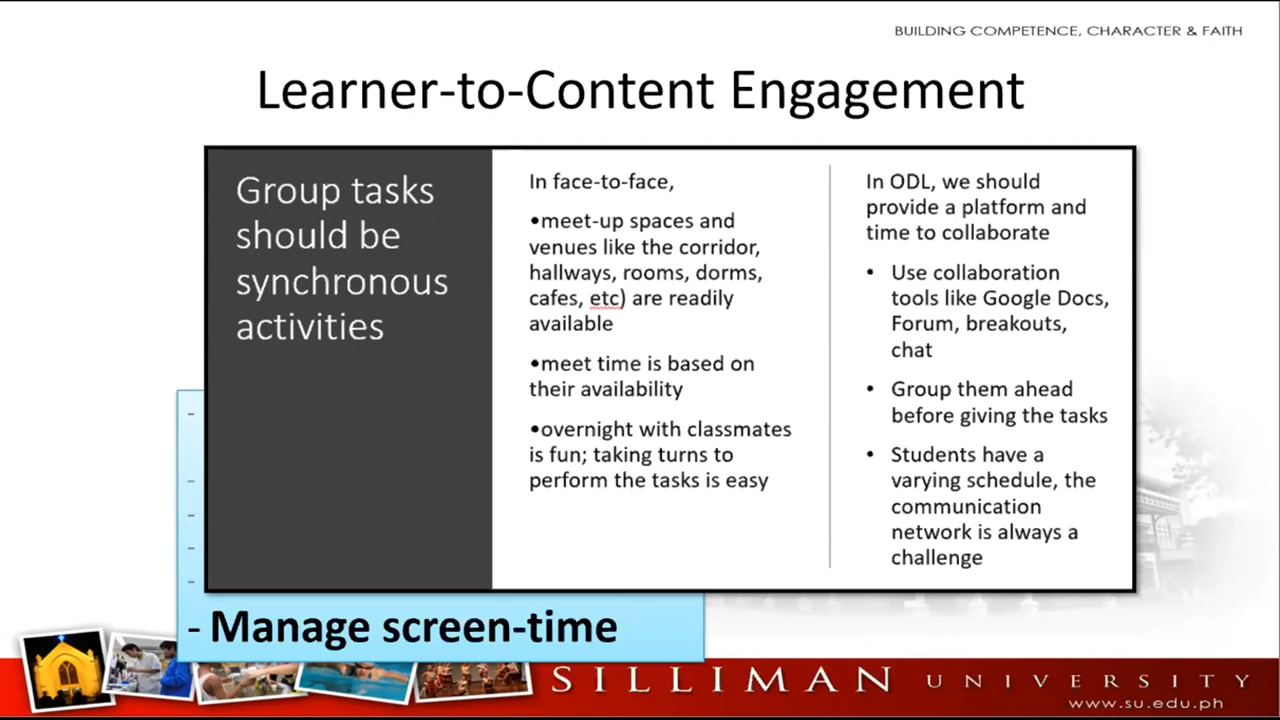 BUILDING COMPETENCE, CHARACTER & FAITH
Learner-to-Content Engagement
Group tasks
should be
synchronous
activities
In face-to-face,
•meet-up spaces and
venues like the corridor,
hallways, rooms, dorms,
cafes, etc) are readily
available
•meet time is based on
their availability
•overnight with classmates
is fun; taking turns to
perform the tasks is easy
In ODL, we should
provide a platform and
time to collaborate
• Use collaboration
tools like Google Docs,
Forum, breakouts,
chat
• Group them ahead
before giving the tasks
• Students have a
varying schedule, the
communication
network is always a
challenge
-
-
-
-
-
- Manage screen-time
SILLIMAN UNIVERSITY
www.su.edu.ph